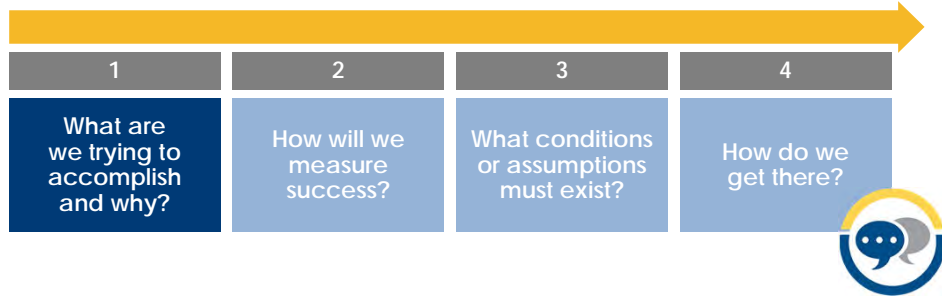 1
2
3
4
What are
we trying to
accomplish
and why?
How will we
measure
success?
What conditions
or assumptions
must exist?
How do we
get there?